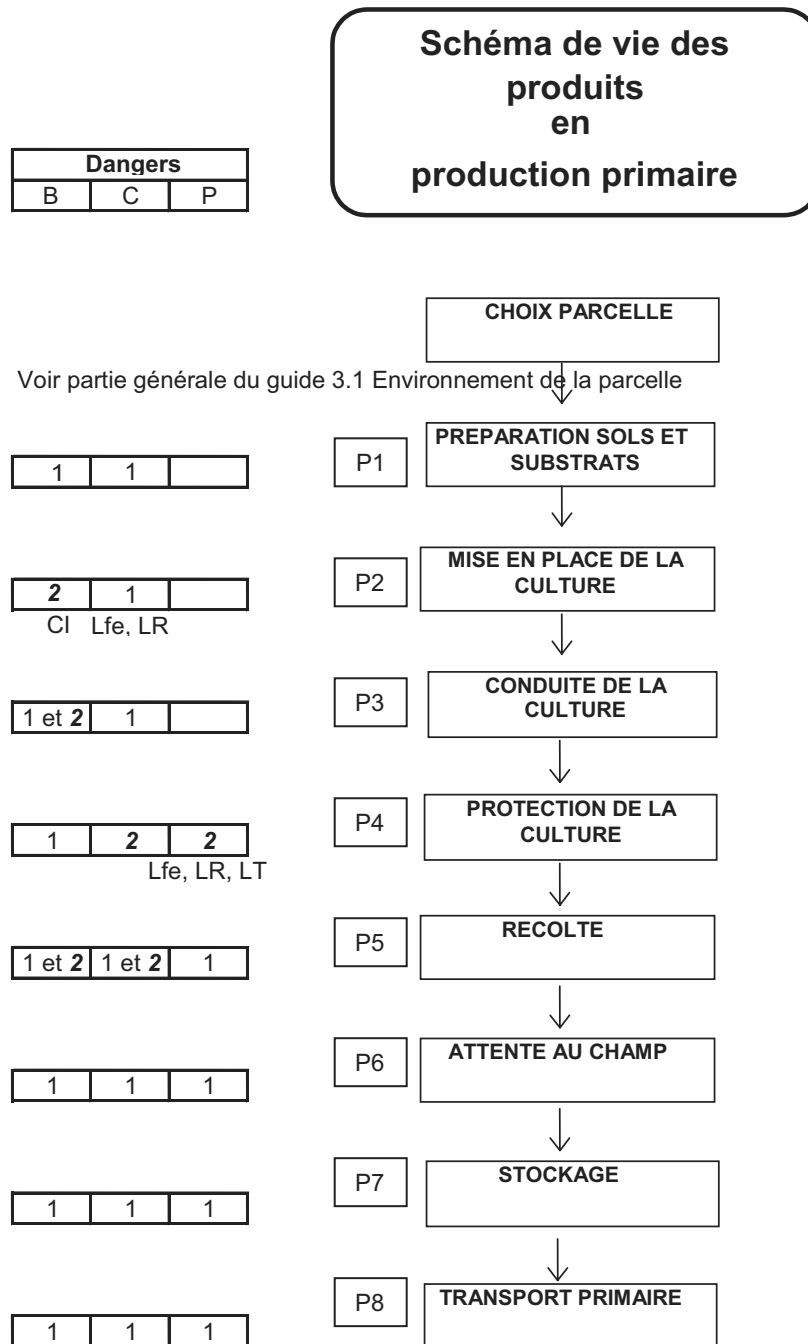 Schéma de vie des
produits
en
production primaire
Dangers
B C P
CHOIX PARCELLE
Voir partie générale du guide 3.1 Environnement de la parcelle
1 1
P1
PREPARATION SOLS ET
SUBSTRATS
2 1
CI Lfe, LR
P2
MISE EN PLACE DE LA
CULTURE
1 et 2 1
P3
CONDUITE DE LA
CULTURE
1 2 2
Lfe, LR, LT
P4
PROTECTION DE LA
CULTURE
1 et 2 1 et 2 1
P5
RECOLTE
1 1 1
P6
ATTENTE AU CHAMP
1 1 1
P7
STOCKAGE
1 1 1
P8
TRANSPORT PRIMAIRE